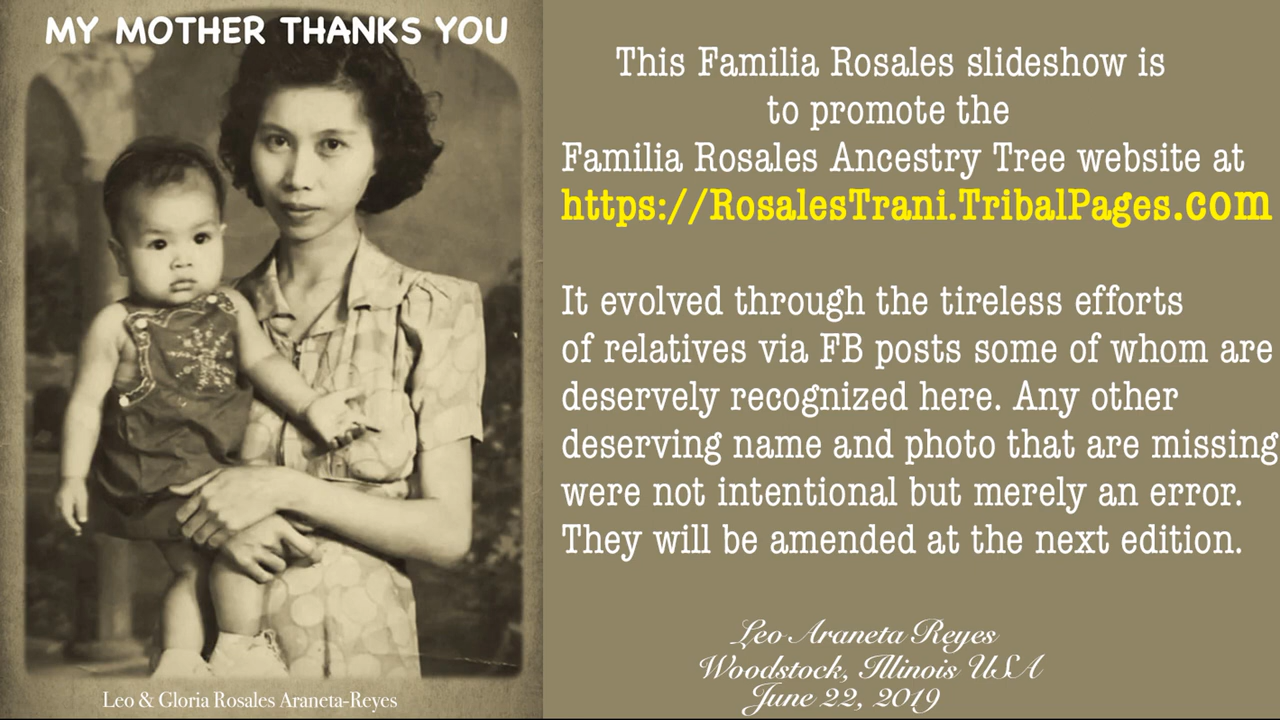 MY MOTHER THANKS YOU
Leo & Gloria Rosales Araneta-Reyes
This Familia Rosales slideshow is
to promote the
Familia Rosales Ancestry Tree website at
https://RosalesTrani.TribalPages.com
It evolved through the tireless efforts
of relatives via FB posts some of whom are
deservely recognized here. Any other
deserving name and photo that are missing
were not intentional but merely an error.
They will be amended at the next edition.
Leo Araneta Reyes
Woodstock, Illinois USA
June 22, 2019